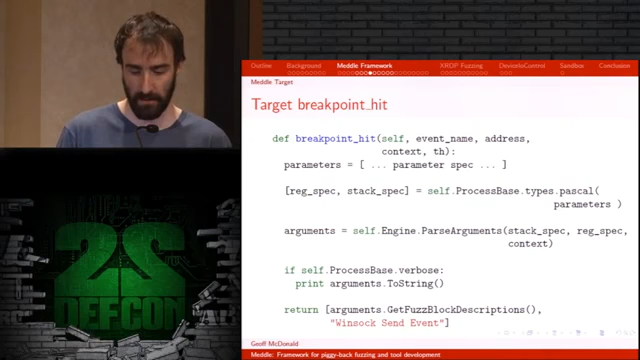 Outline Background Meddle Framework XRDP Fuzzing DeviceIoControl Sandbox Conclusion
Meddle Target
Target breakpoint_hit
def breakpoint_hit(self, event_name, address,
context, th):
parameters = [ ... parameter spec ... ]
[reg_spec, stack_spec] = self.ProcessBase.types.pascal(
parameters )
arguments = self.Engine.ParseArguments(stack_spec, reg_spec,
context)
if self.ProcessBase.verbose:
print arguments.ToString()
return [arguments.GetFuzzBlockDescriptions(),
"Winsock Send Event"]
Geoff McDonald
Meddle: Framework for piggy-back fuzzing and tool development
22
DEFCON